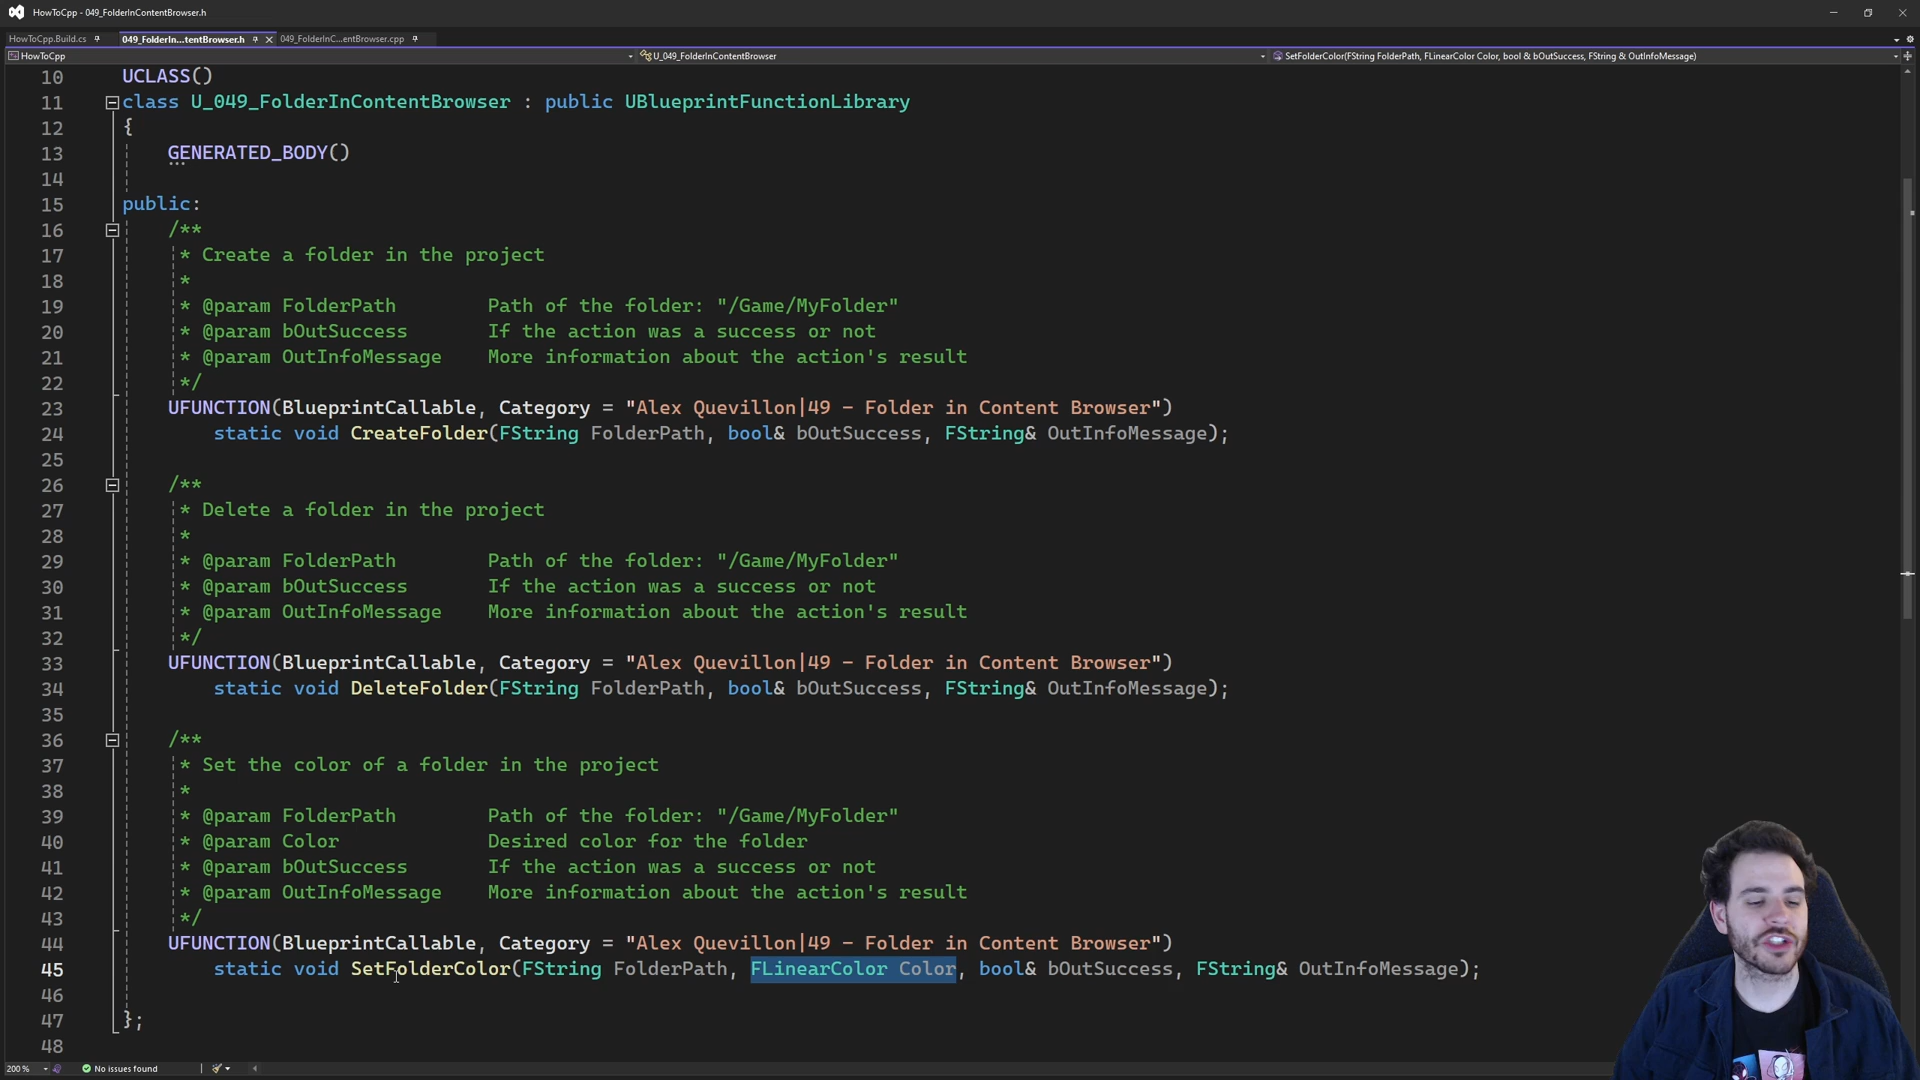 HowToCpp - 049_FolderInContentBrowser.h
HowToCpp.Build.cs
049_FolderIn...tentBrowser.h
049_FolderInC...entBrowser.cpp
HowToCpp
U_049_FolderInContentBrowser
SetFolderColor(FString FolderPath, FLinearColor Color, bool & bOutSuccess, FString & OutInfoMessage)
10 UCLASS()
11 class U_049_FolderInContentBrowser : public UBlueprintFunctionLibrary
12 {
13 GENERATED_BODY()
14
15 public:
16 /**
17 * Create a folder in the project
18 *
19 * @param FolderPath Path of the folder: "/Game/MyFolder"
20 * @param bOutSuccess If the action was a success or not
21 * @param OutInfoMessage More information about the action's result
22 */
23 UFUNCTION(BlueprintCallable, Category = "Alex Quevillon|49 - Folder in Content Browser")
24 static void CreateFolder(FString FolderPath, bool& bOutSuccess, FString& OutInfoMessage);
25
26 /**
27 * Delete a folder in the project
28 *
29 * @param FolderPath Path of the folder: "/Game/MyFolder"
30 * @param bOutSuccess If the action was a success or not
31 * @param OutInfoMessage More information about the action's result
32 */
33 UFUNCTION(BlueprintCallable, Category = "Alex Quevillon|49 - Folder in Content Browser")
34 static void DeleteFolder(FString FolderPath, bool& bOutSuccess, FString& OutInfoMessage);
35
36 /**
37 * Set the color of a folder in the project
38 *
39 * @param FolderPath Path of the folder: "/Game/MyFolder"
40 * @param Color Desired color for the folder
41 * @param bOutSuccess If the action was a success or not
42 * @param OutInfoMessage More information about the action's result
43 */
44 UFUNCTION(BlueprintCallable, Category = "Alex Quevillon|49 - Folder in Content Browser")
45 static void SetFolderColor(FString FolderPath, FLinearColor Color, bool& bOutSuccess, FString& OutInfoMessage);
46
47 };
48
200 %
No issues found